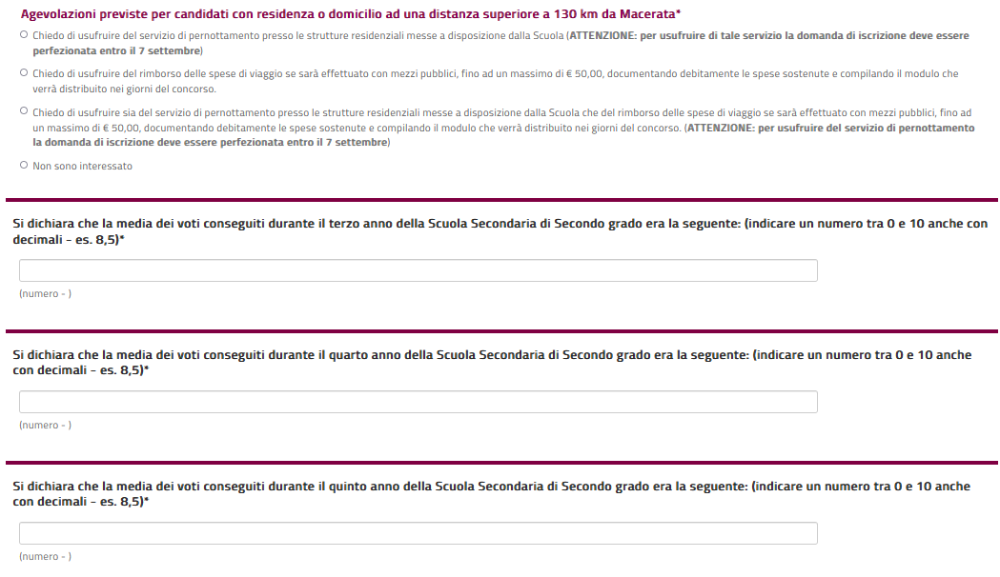 Agevolazioni previste per candidati con residenza o domicilio ad una distanza superiore a 130 km da Macerata*
Chiedo di usufruire del servizio di pernottamento presso le strutture residenziali messe a disposizione dalla Scuola (ATTENZIONE: per usufruire di tale servizio la domanda di iscrizione deve essere
perfezionata entro il 7 settembre)
Chiedo di usufruire del rimborso delle spese di viaggio se sarà effettuato con mezzi pubblici, fino ad un massimo di € 50,00, documentando debitamente le spese sostenute e compilando il modulo che
verrà distribuito nei giorni del concorso.
Chiedo di usufruire sia del servizio di pernottamento presso le strutture residenziali messe a disposizione dalla Scuola che del rimborso delle spese di viaggio se sarà effettuato con mezzi pubblici, fino ad
un massimo di € 50,00, documentando debitamente le spese sostenute e compilando il modulo che verrà distribuito nei giorni del concorso. (ATTENZIONE: per usufruire del servizio di pernottamento
la domanda di iscrizione deve essere perfezionata entro il 7 settembre)
Non sono interessato
Si dichiara che la media dei voti conseguiti durante il terzo anno della Scuola Secondaria di Secondo grado era la seguente: (indicare un numero tra 0 e 10 anche con
decimali - es. 8,5)*
(numero - )
Si dichiara che la media dei voti conseguiti durante il quarto anno della Scuola Secondaria di Secondo grado era la seguente: (indicare un numero tra 0 e 10 anche
con decimali - es. 8,5)*
(numero - )
Si dichiara che la media dei voti conseguiti durante il quinto anno della Scuola Secondaria di Secondo grado era la seguente: (indicare un numero tra 0 e 10 anche
con decimali - es. 8,5)*
(numero - )